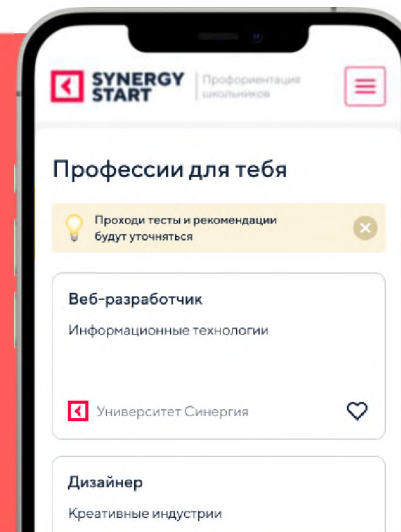 SYNERGY
START
Профориентация
школьников
Профессии для тебя
Проходи тесты и рекомендации
будут уточняться
Веб-разработчик
Информационные технологии
Университет Синергия
Дизайнер
Креативные индустрии